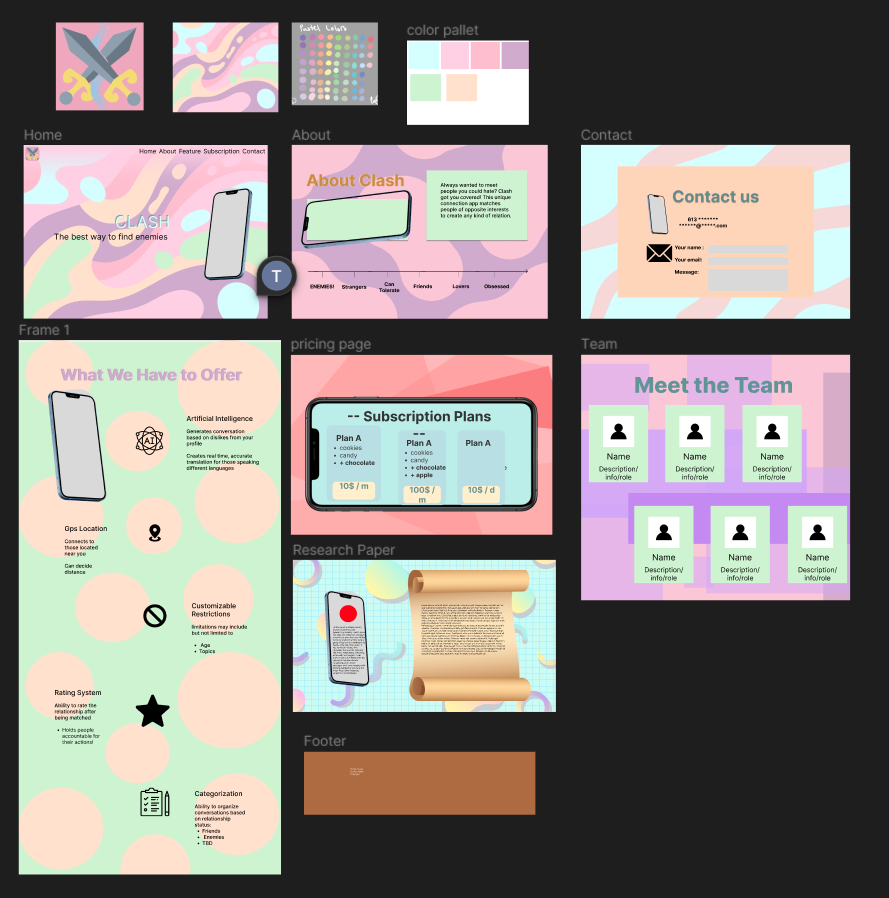 Pastel Colors
color pallet
Home
Home About Feature Subscription Contact
CLASH
The best way to find enemies
T
About
About Clash
Always wanted to meet
people you could hate? Clash
got you covered! This unique
connection app matches
people of opposite interests
to create any kind of relation.
ENEMIES!
Strangers
Can
Tolerate
Friends
Lovers
Obsessed
Contact
Contact us
613 *******
******@*****.com
Your name :
Your email:
Message:
Frame 1
What We Have to Offer
Artificial Intelligence
Generates conversation
based on dislikes from your
profile
Creates real time, accurate
translation for those speaking
different languages
AI
Gps Location
Connects to
those located
near you
Can decide
distance
Customizable
Restrictions
limitations may include
but not limited to
• Age
• Topics
Rating System
Ability to rate the
relationship after
being matched
• Holds people
accountable for
their actions!
Categorization
Ability to organize
conversations based
on relationship
status:
• Friends
• Enemies
• TBD
pricing page
-- Subscription Plans
--
Plan A
• cookies
• candy
• + chocolate
10$ / m
Plan A
• cookies
• candy
• + chocolate
• + apple
100$ /
m
Plan A
10$ / d
›
Team
Meet the Team
Name
Description/
info/role
Name
Description/
info/role
Name
Description/
info/role
Name
Description/
info/role
Name
Description/
info/role
Name
Description/
info/role
Research Paper
Footer